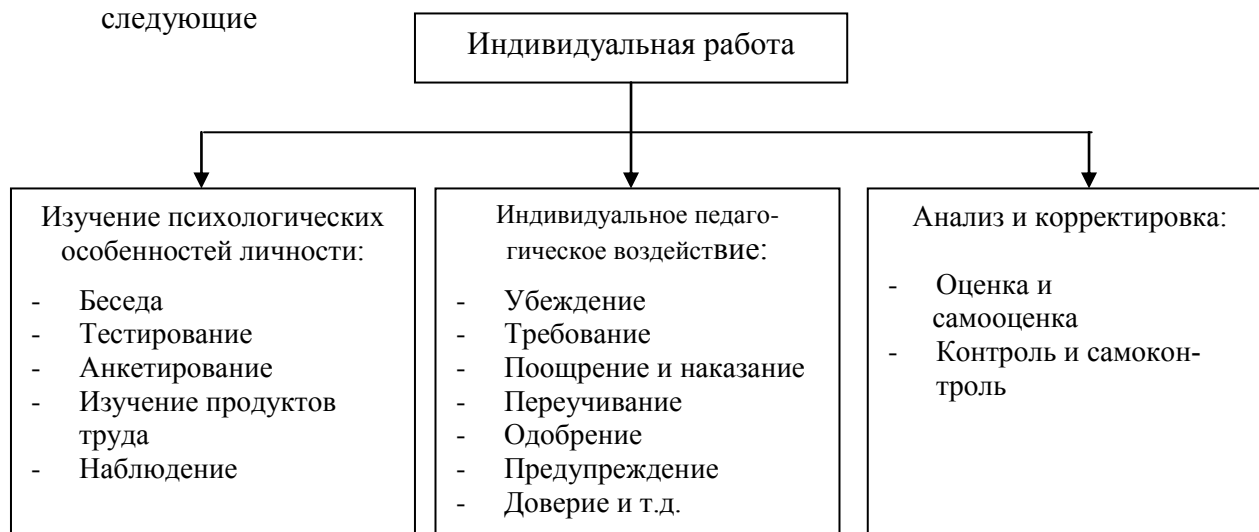 следующие
Индивидуальная работа
Изучение психологических
особенностей личности:
- Беседа
- Тестирование
- Анкетирование
- Изучение продуктов
труда
- Наблюдение
Индивидуальное педаго-
гическое воздействие:
- Убеждение
- Требование
- Поощрение и наказание
- Переучивание
- Одобрение
- Предупреждение
- Доверие и т.д.
Анализ и корректировка:
- Оценка и
самооценка
- Контроль и самокон-
троль